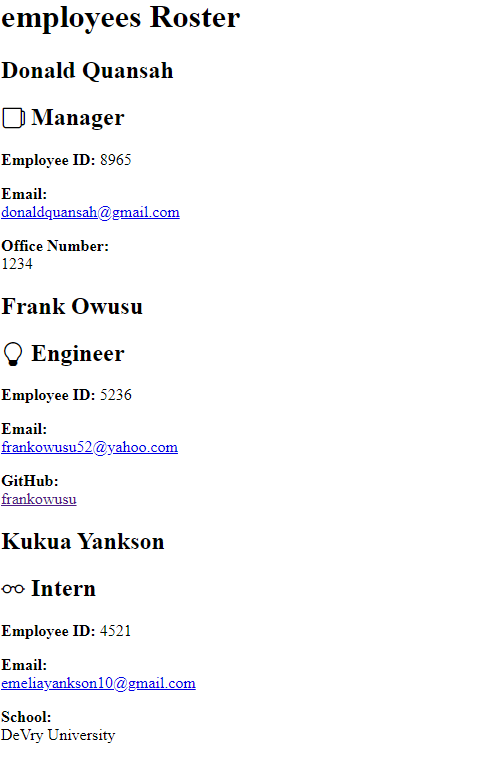 employees Roster
Donald Quansah
Manager
Employee ID: 8965
Email:
donaldquansah@gmail.com
Office Number:
1234
Frank Owusu
Engineer
Employee ID: 5236
Email:
frankowusu52@yahoo.com
GitHub:
frankowusu
Kukua Yankson
Intern
Employee ID: 4521
Email:
emeliayankson10@gmail.com
School:
DeVry University